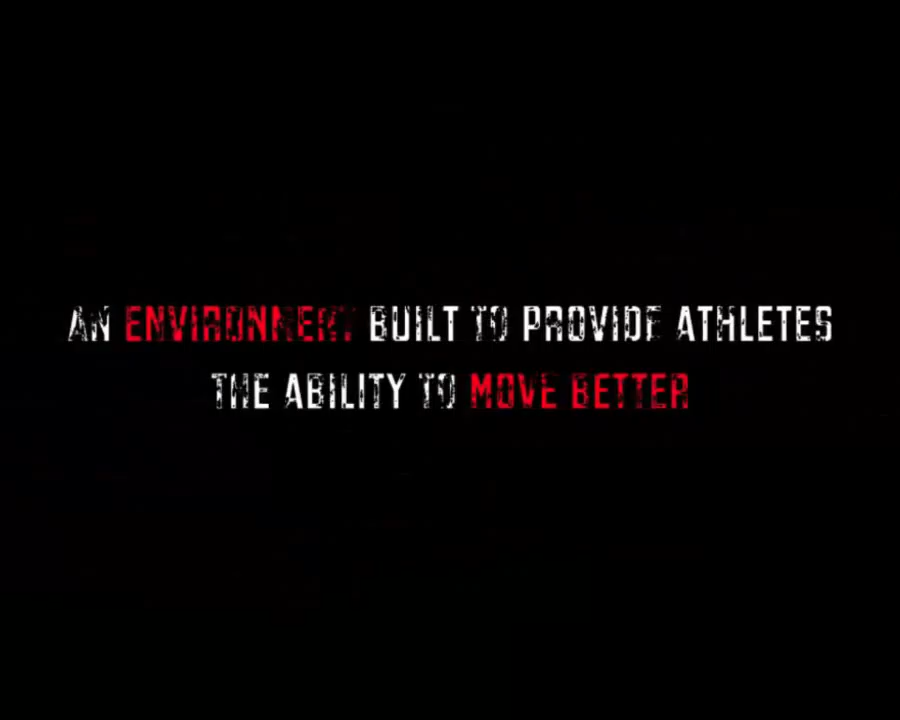 AN ENVIRONMENT BUILT TO PROVIDE ATHLETES
THE ABILITY TO MOVE BETTER